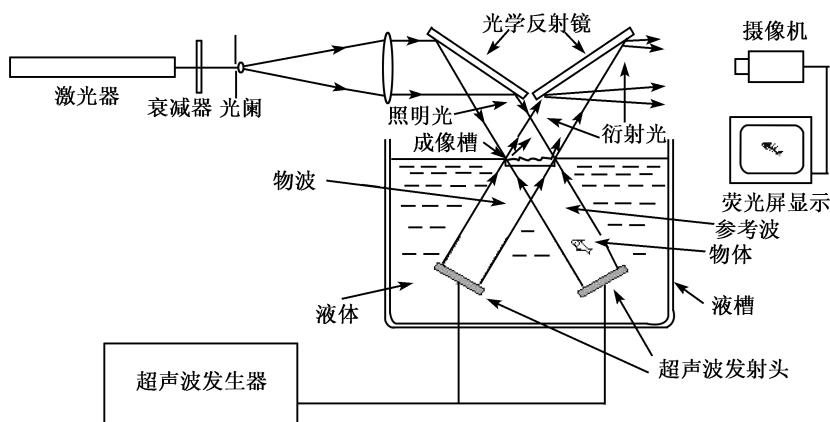 光学反射镜
摄像机
激光器
衰减器
光阑
照明光
衍射光
成像槽
物波
荧光屏显示
参考波
物体
液体
液槽
超声波发射头
超声波发生器